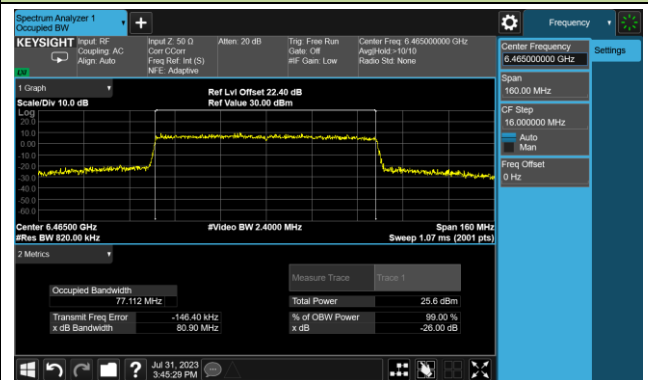 Spectrum Analyzer 1
Occupied BW
Frequency
KEYSIGHT
Input: RF
Coupling: AC
Align: Auto
Input Z: 50 Ω
Corr CCorr
Freq Ref: Int (S)
NFE: Adaptive
Atten: 20 dB
Trig: Free Run
Gate: Off
#IF Gain: Low
Center Freq: 6.465000000 GHz
Avg|Hold:>10/10
Radio Std: None
Center Frequency
6.465000000 GHz
Settings
Span
160.00 MHz
CF Step
16.000000 MHz
Auto
Man
Freq Offset
0 Hz
1 Graph
Scale/Div 10.0 dB
Ref Lvl Offset 22.40 dB
Ref Value 30.00 dBm
Log
20.0
10.0
0.00
-10.0
-20.0
-30.0
-40.0
-50.0
-60.0
Center 6.46500 GHz
#Res BW 820.00 kHz
#Video BW 2.4000 MHz
Span 160 MHz
Sweep 1.07 ms (2001 pts)
2 Metrics
Measure Trace
Trace 1
Occupied Bandwidth
77.112 MHz
Total Power
25.6 dBm
Transmit Freq Error
-146.40 kHz
% of OBW Power
99.00 %
x dB Bandwidth
80.90 MHz
x dB
-26.00 dB
?
Jul 31, 2023
3:45:29 PM